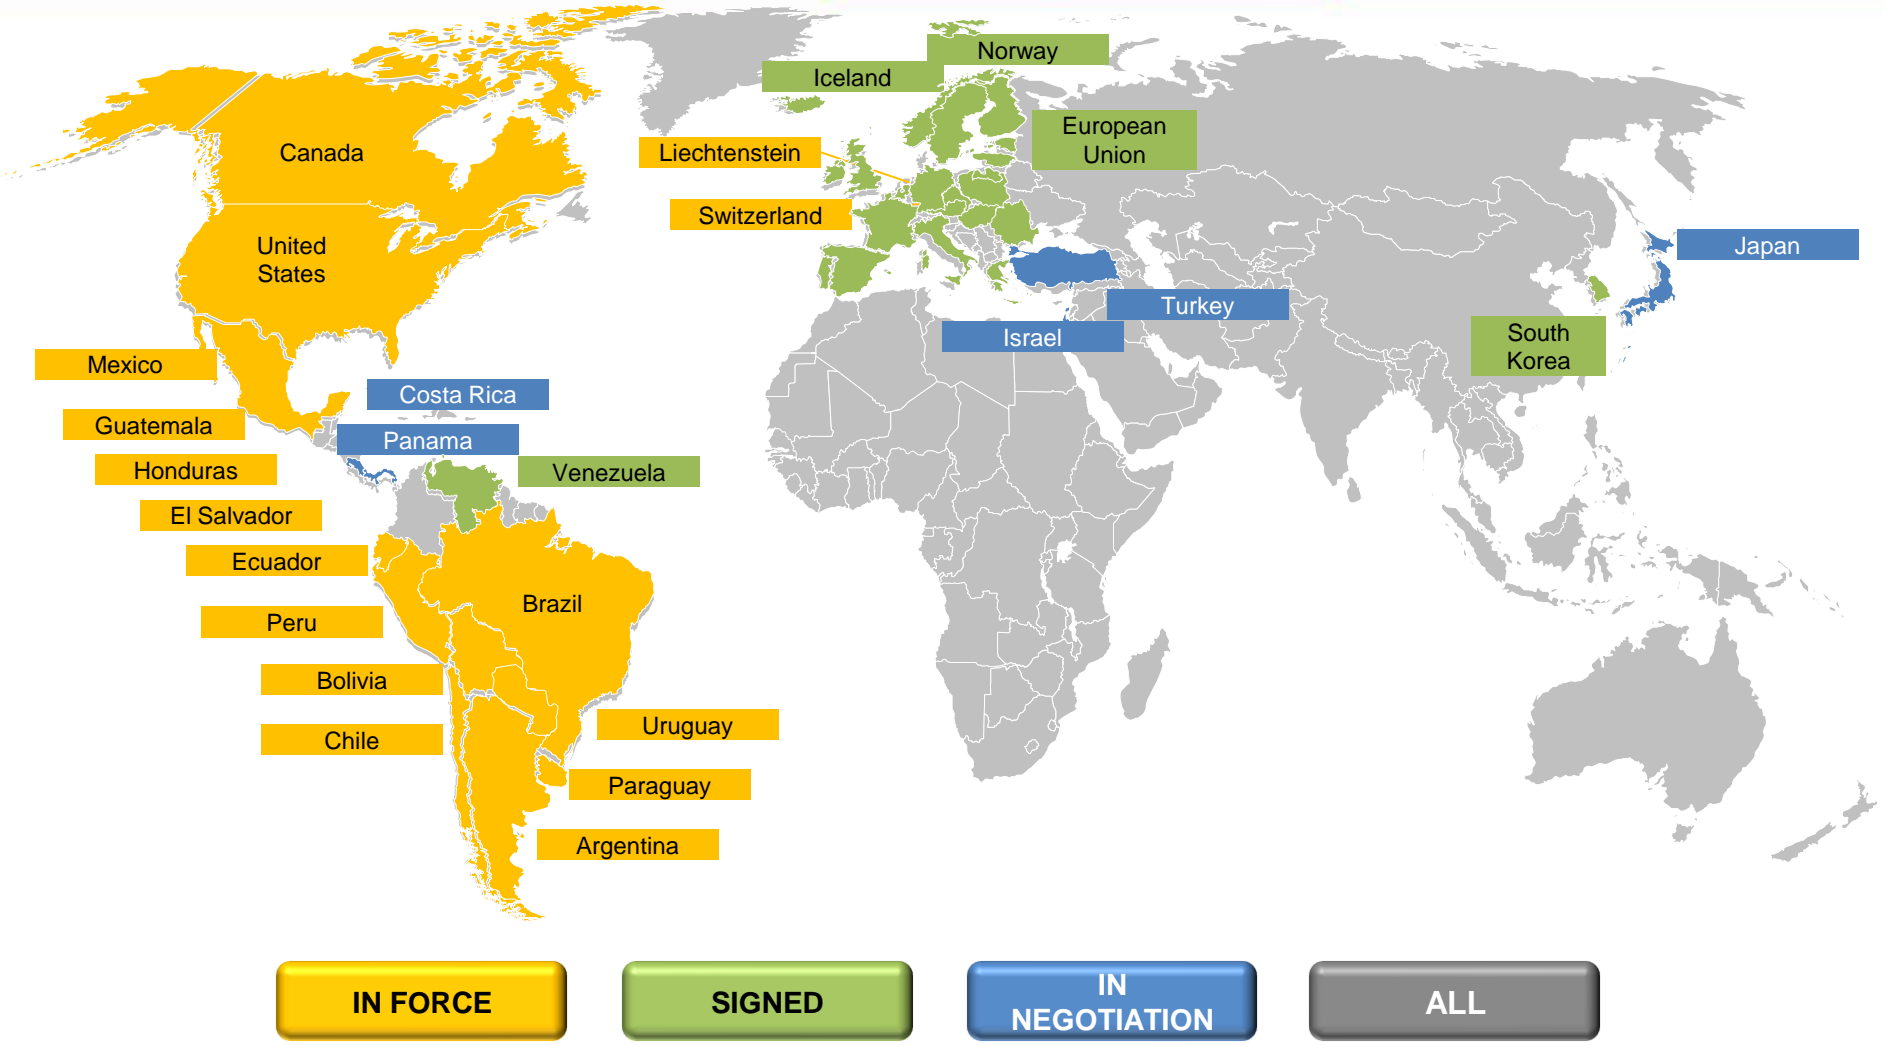 Norway
Iceland
European
Union
Canada
Liechtenstein
Switzerland
United
States
Japan
Turkey
Israel
South
Korea
Mexico
Costa Rica
Guatemala
Panama
Honduras
Venezuela
El Salvador
Ecuador
Brazil
Peru
Bolivia
Chile
Uruguay
Paraguay
Argentina
IN FORCE
SIGNED
IN
NEGOTIATION
ALL